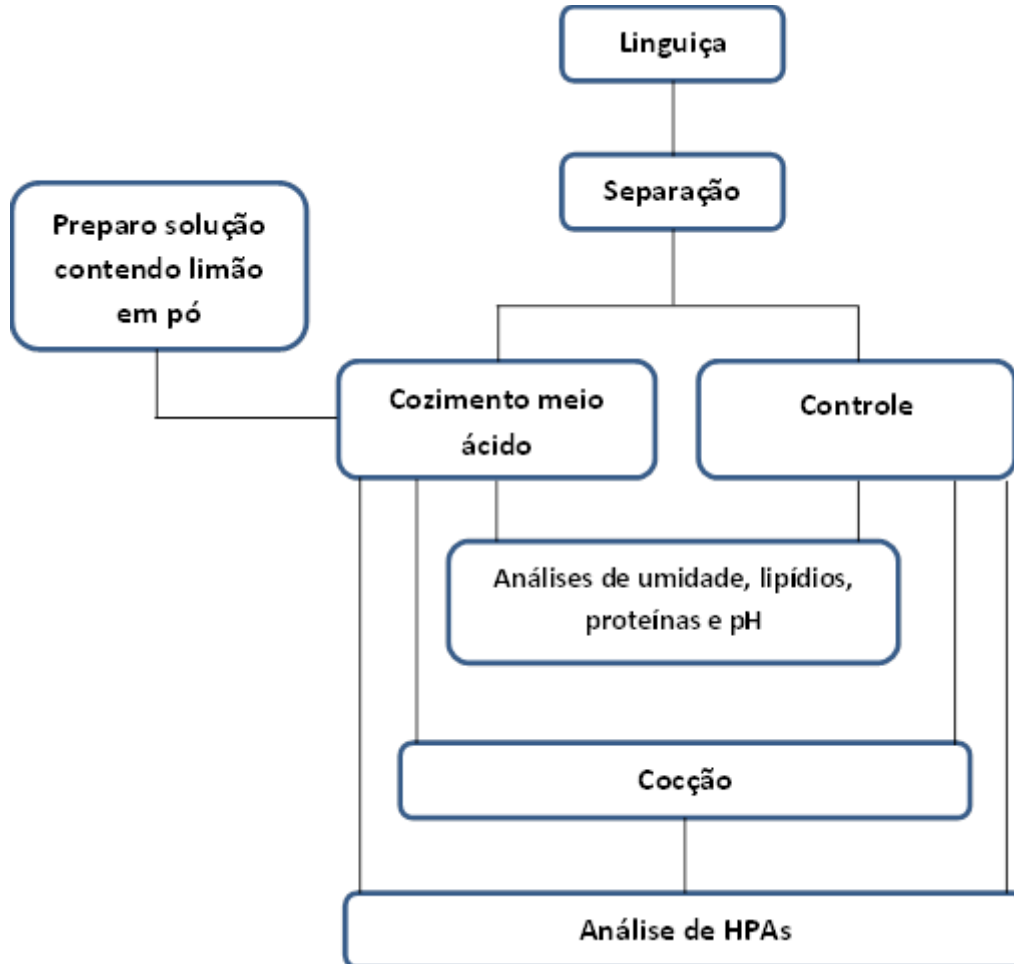 Linguiça
Separação
Preparo solução
contendo limão
em pó
Cozimento meio
ácido
Controle
Análises de umidade, lipídios,
proteínas e pH
Cocção
Análise de HPAs